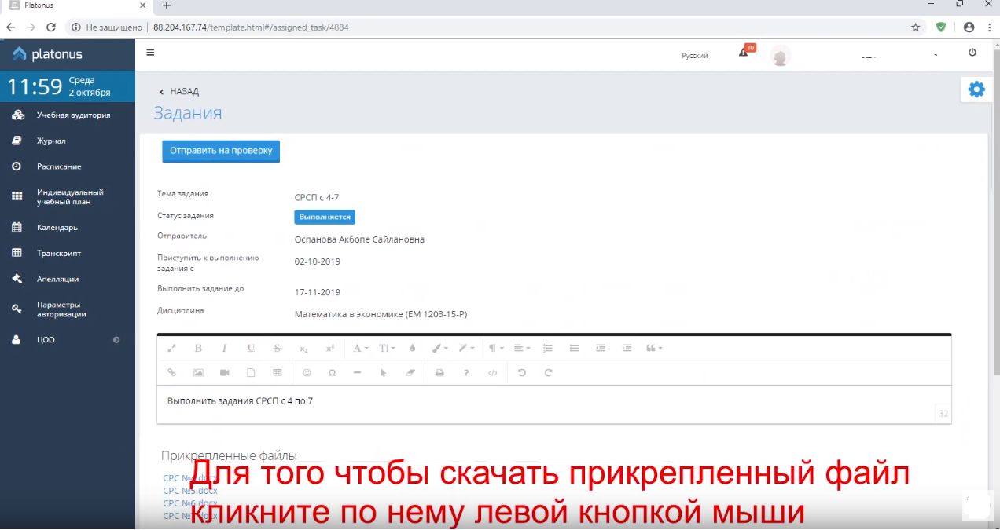 Platonus
Не защищено
88.204.167.74/template.html#/assigned_task/4884
platonus
Русский
10
11:59
Среда
2 октября
Учебная аудитория
Журнал
Расписание
Индивидуальный
учебный план
Календарь
Транскрипт
Апелляции
Параметры
авторизации
ЦОО
НАЗАД
Задания
Отправить на проверку
Тема задания
СРСП с 4-7
Статус задания
Выполняется
Отправитель
Оспанова Акбопе Сайлановна
Приступить к выполнению
задания с
02-10-2019
Выполнить задание до
17-11-2019
Дисциплина
Математика в экономике (EM 1203-15-P)
Выполнить задания СРСП с 4 по 7
32
Прикрепленные файлы
СРС №4.docx
СРС №5.docx
СРС №6.docx
СРС №7.docx
Для того чтобы скачать прикрепленный файл
кликните по нему левой кнопкой мыши